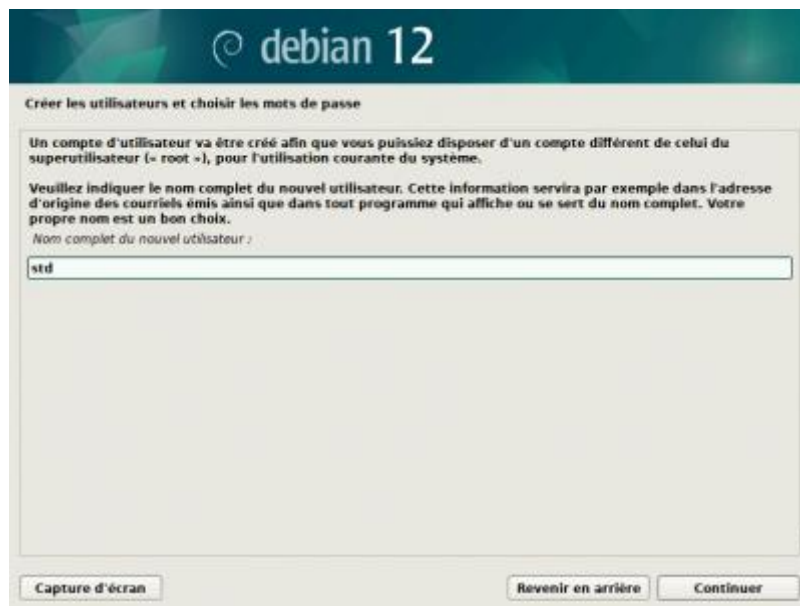 debian 12
Créer les utilisateurs et choisir les mots de passe
Un compte d'utilisateur va être créé afin que vous puissiez disposer d'un compte différent de celui du
superutilisateur (« root »), pour l'utilisation courante du système.
Veuillez indiquer le nom complet du nouvel utilisateur. Cette information servira par exemple dans l'adresse
d'origine des courriels émis ainsi que dans tout programme qui affiche ou se sert du nom complet. Votre
propre nom est un bon choix.
Nom complet du nouvel utilisateur :
std
Capture d'écran
Revenir en arrière
Continuer